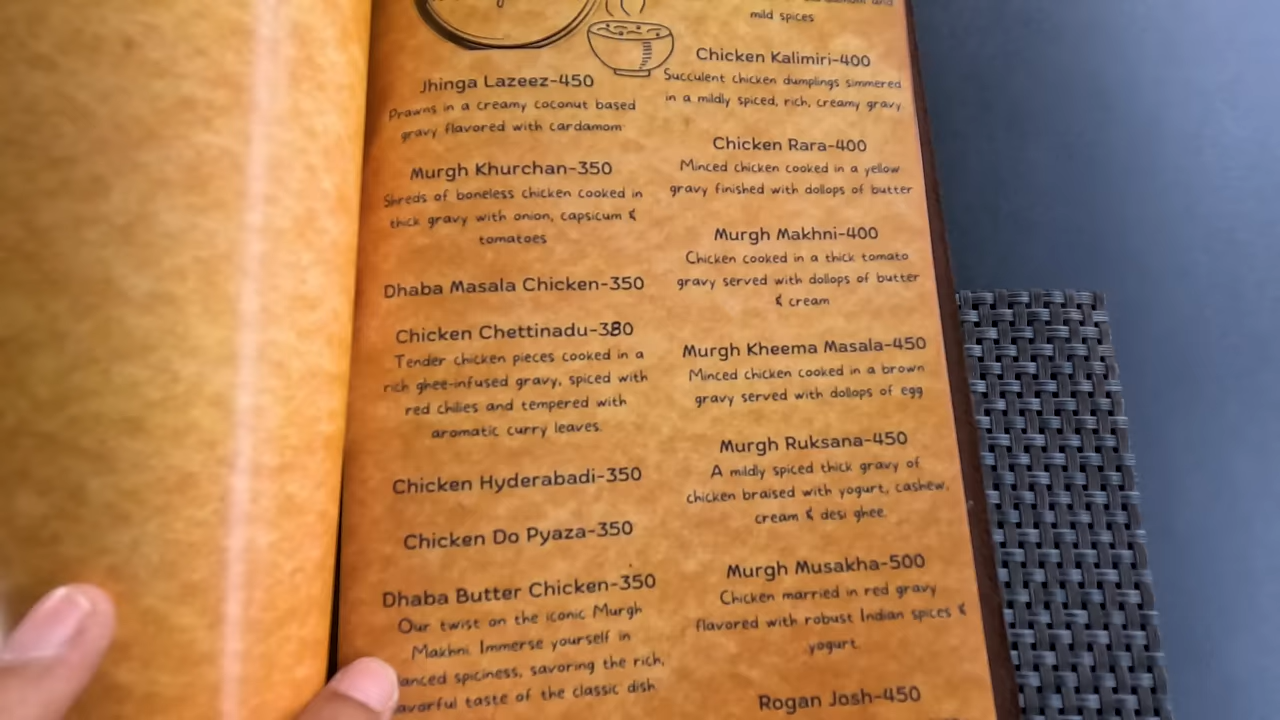 Jhinga Lazeez-450
Prawns in a creamy coconut based
gravy flavored with cardamom
Murgh Khurchan-350
Shreds of boneless chicken cooked in
thick gravy with onion, capsicum &
tomatoes
Dhaba Masala Chicken-350
Chicken Chettinadu-380
Tender chicken pieces cooked in a
rich ghee-infused gravy, spiced with
red chilies and tempered with
aromatic curry leaves.
Chicken Hyderabadi-350
Chicken Do Pyaza-350
Dhaba Butter Chicken-350
Our twist on the iconic Murgh
Makhni. Immerse yourself in
spiciness, savoring the rich,
taste of the classic dish
mild spices
Chicken Kalimiri-400
Succulent chicken dumplings simmered
in a mildly spiced, rich, creamy gravy
Chicken Rara-400
Minced chicken cooked in a yellow
gravy finished with dollops of butter
Murgh Makhni-400
Chicken cooked in a thick tomato
gravy served with dollops of butter
& cream
Murgh Kheema Masala-450
Minced chicken cooked in a brown
gravy served with dollops of egg
Murgh Ruksana-450
A mildly spiced thick gravy of
chicken braised with yogurt, cashew,
cream & desi ghee.
Murgh Musakha-500
Chicken married in red gravy
flavored with robust Indian spices &
yogurt.
Rogan Josh-450